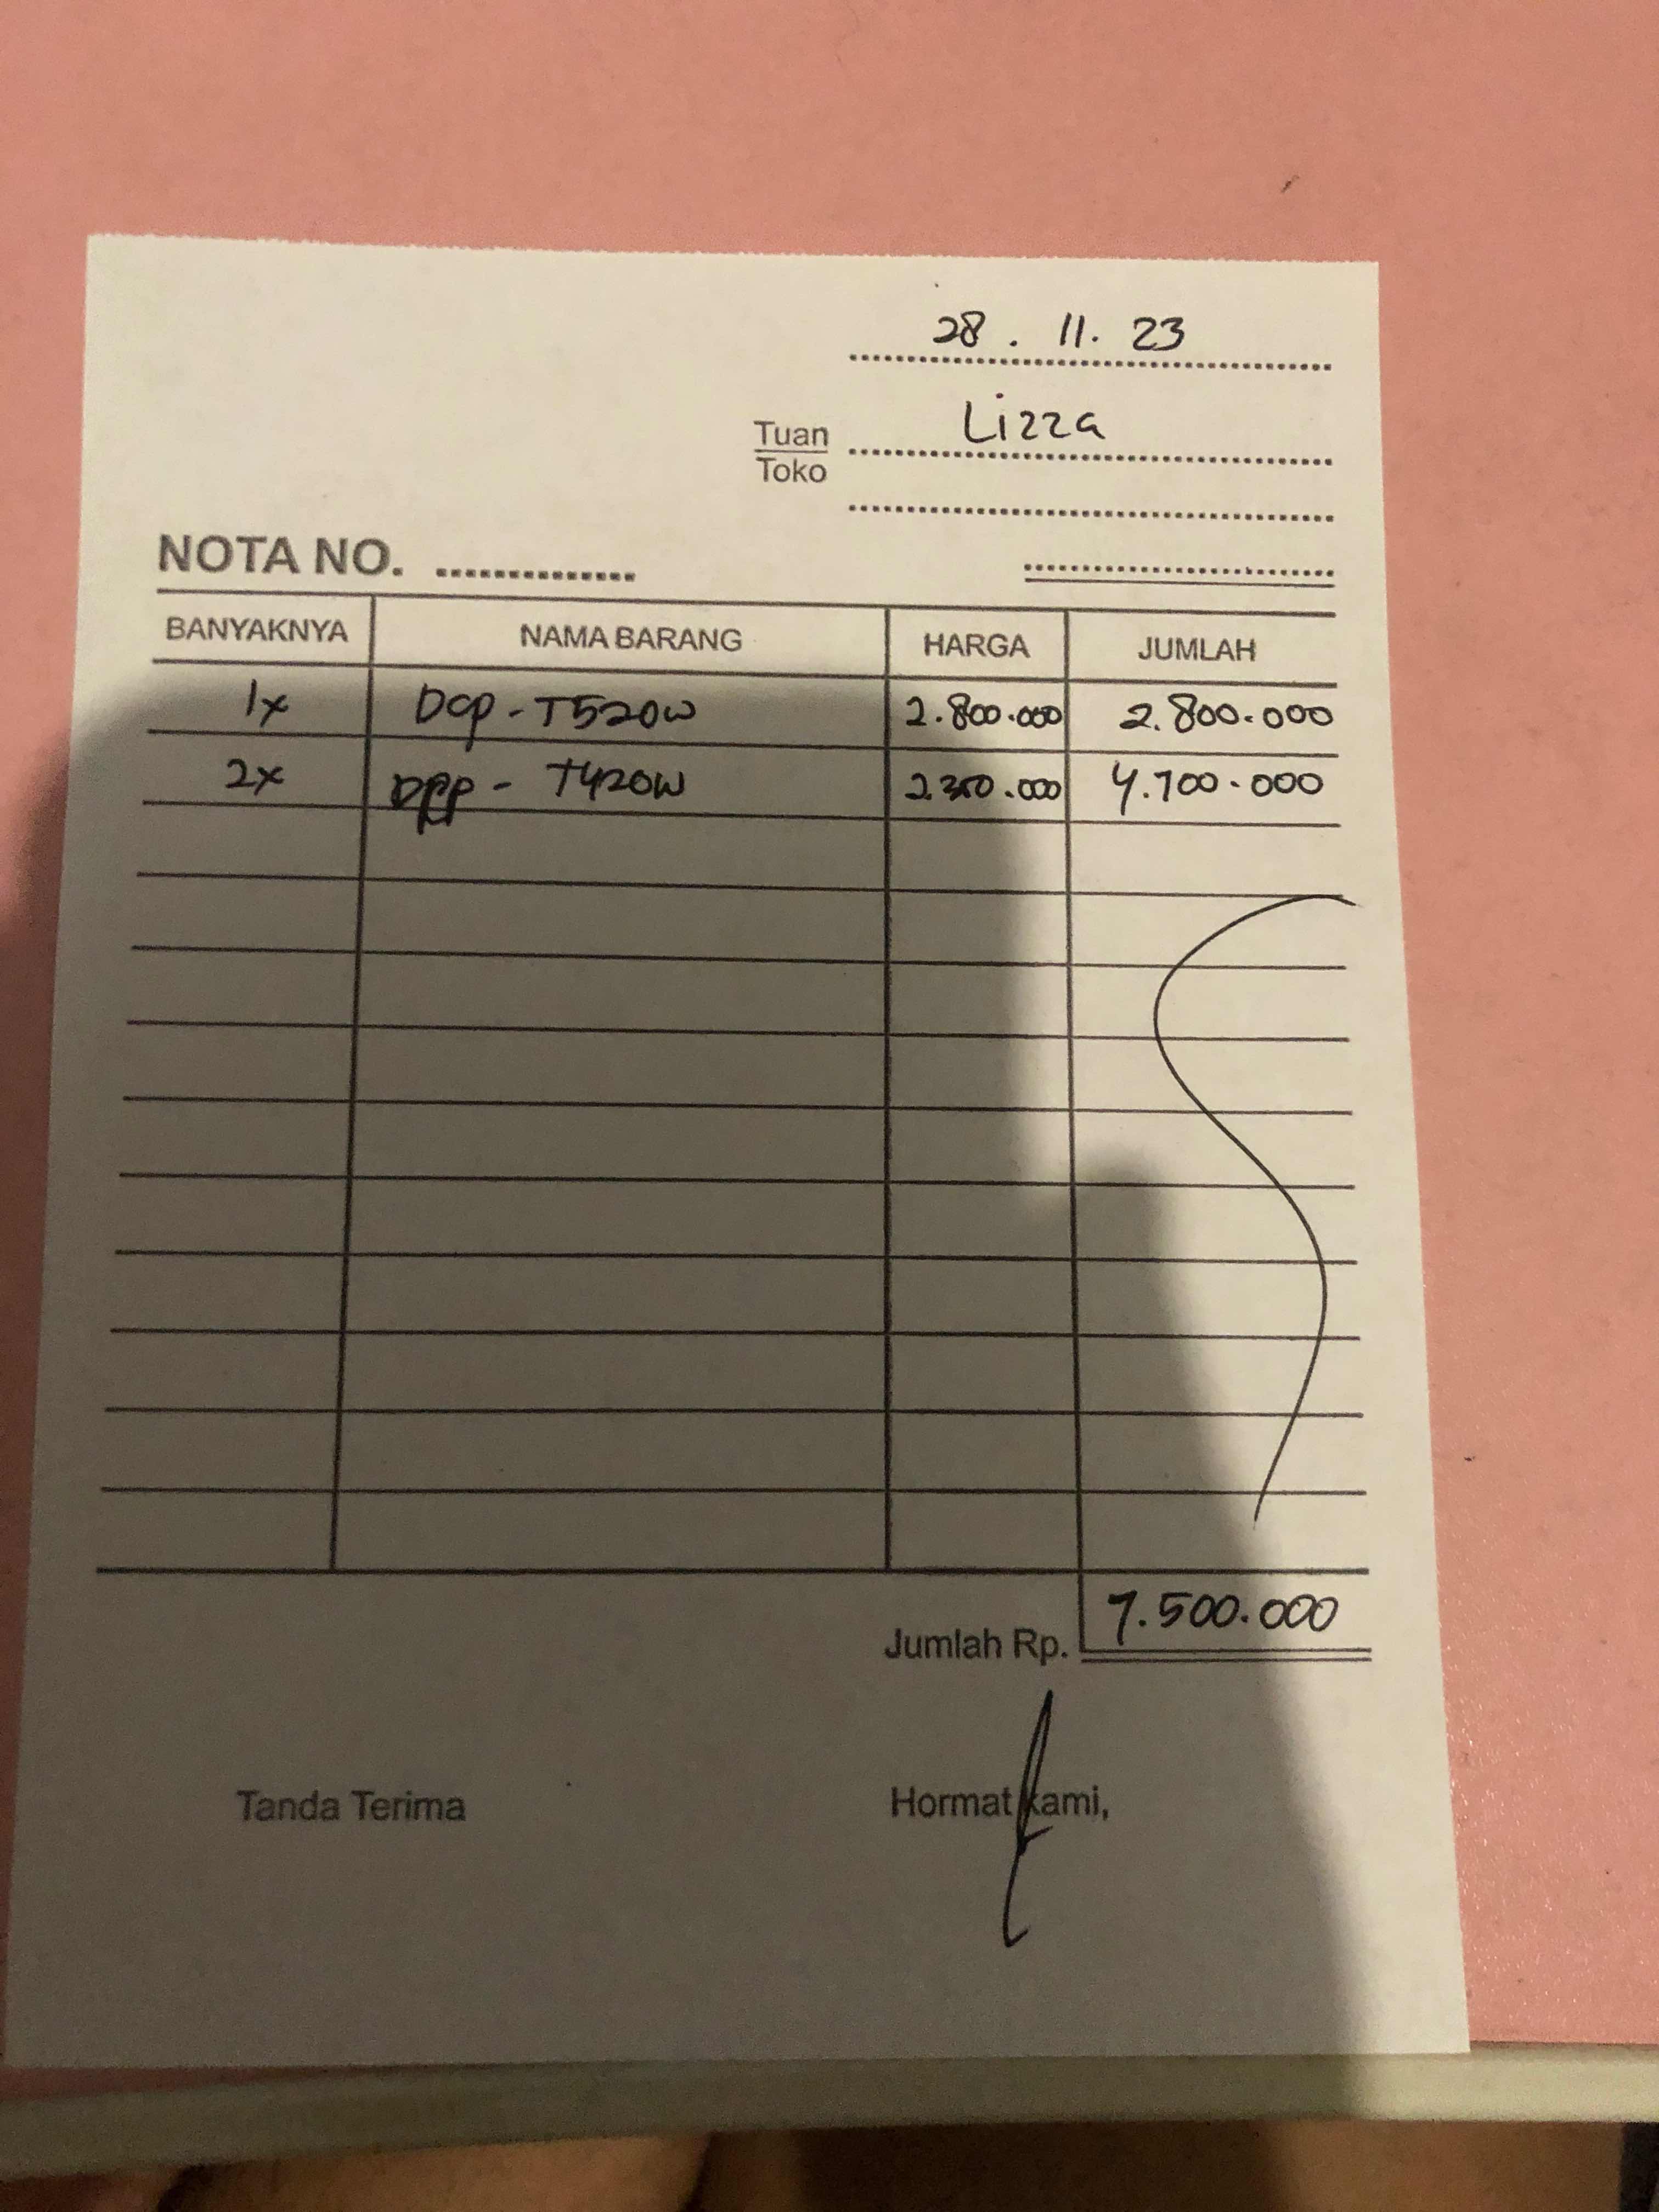 28 . 11. 23
Tuan Lizza
Toko
NOTA NO. ..............
BANYAKNYA NAMA BARANG HARGA JUMLAH
1x Dcp - T520W 2.800.000 2.800.000
2x Dcp - T420W 2.350.000 4.700.000
Jumlah Rp. 7.500.000
Tanda Terima Hormat kami,